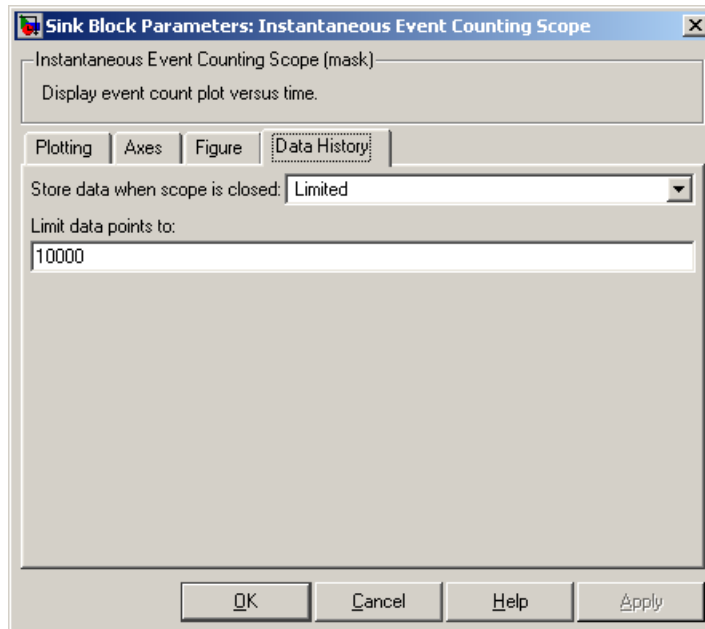 Sink Block Parameters: Instantaneous Event Counting Scope
Instantaneous Event Counting Scope (mask)
Display event count plot versus time.
Plotting Axes Figure Data History
Store data when scope is closed: Limited
Limit data points to:
10000
OK Cancel Help Apply